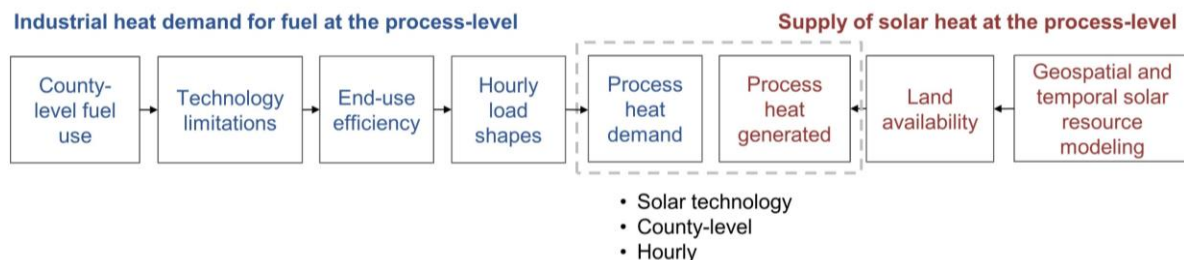 Industrial heat demand for fuel at the process-level
Supply of solar heat at the process-level
County-
level fuel
use
Technology
limitations
End-use
efficiency
Hourly
load
shapes
Process
heat
demand
Process
heat
generated
Land
availability
Geospatial and
temporal solar
resource
modeling
• Solar technology
• County-level
• Hourly